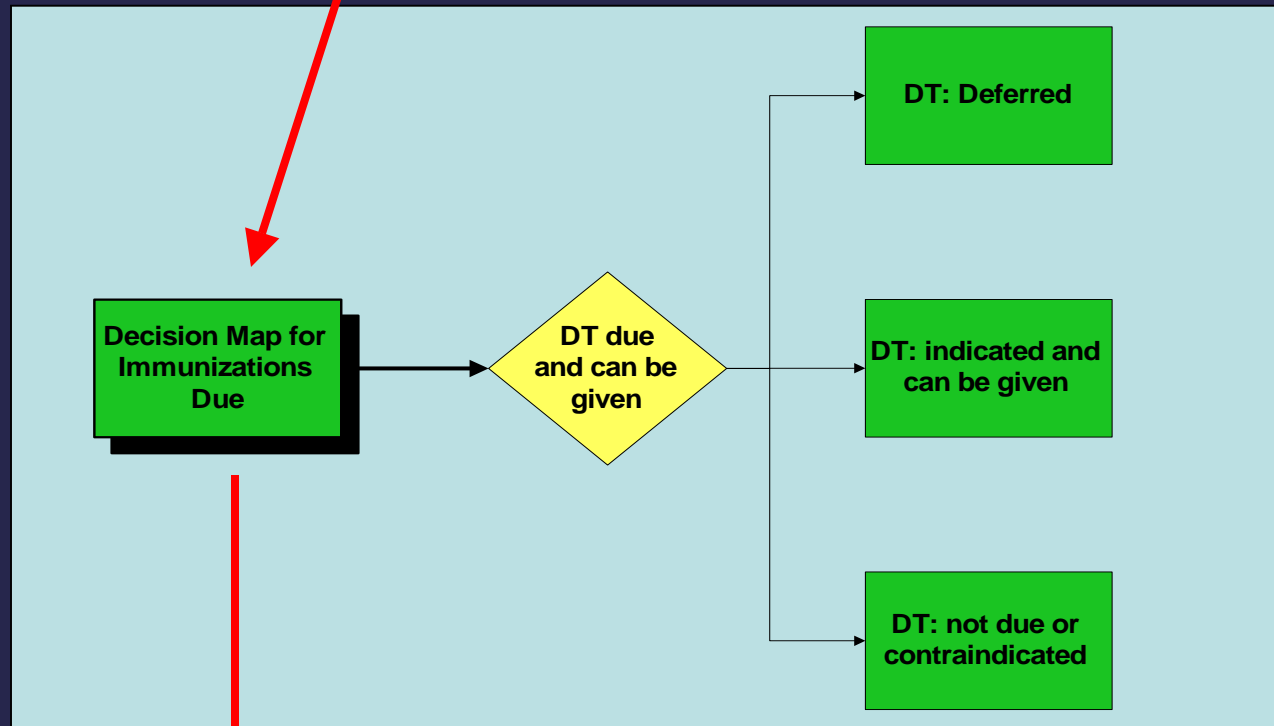 DT: Deferred
Decision Map for
Immunizations
Due
DT due
and can be
given
DT: indicated and
can be given
DT: not due or
contraindicated